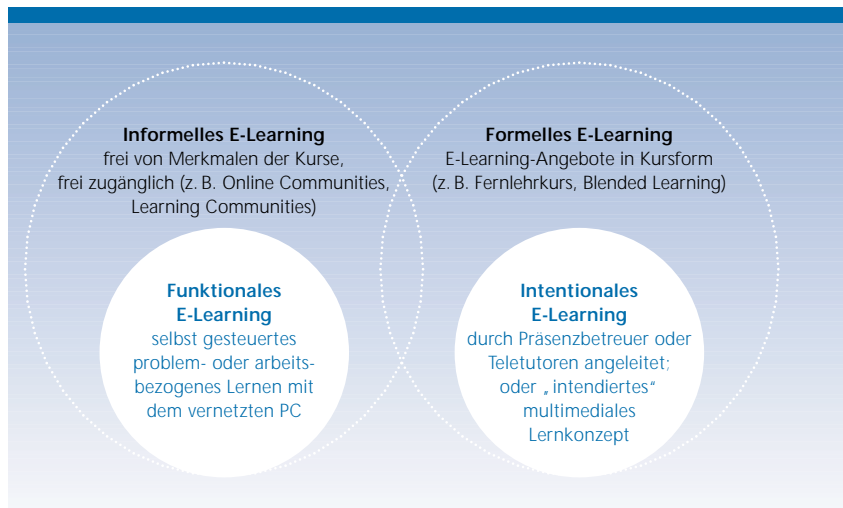 Informelles E-Learning
frei von Merkmalen der Kurse,
frei zugänglich (z. B. Online Communities,
Learning Communities)
Formelles E-Learning
E-Learning-Angebote in Kursform
(z. B. Fernlehrkurs, Blended Learning)
Funktionales
E-Learning
selbst gesteuertes
problem- oder arbeits-
bezogenes Lernen mit
dem vernetzten PC
Intentionales
E-Learning
durch Präsenzbetreuer oder
Teletutoren angeleitet;
oder „intendiertes“
multimediales
Lernkonzept